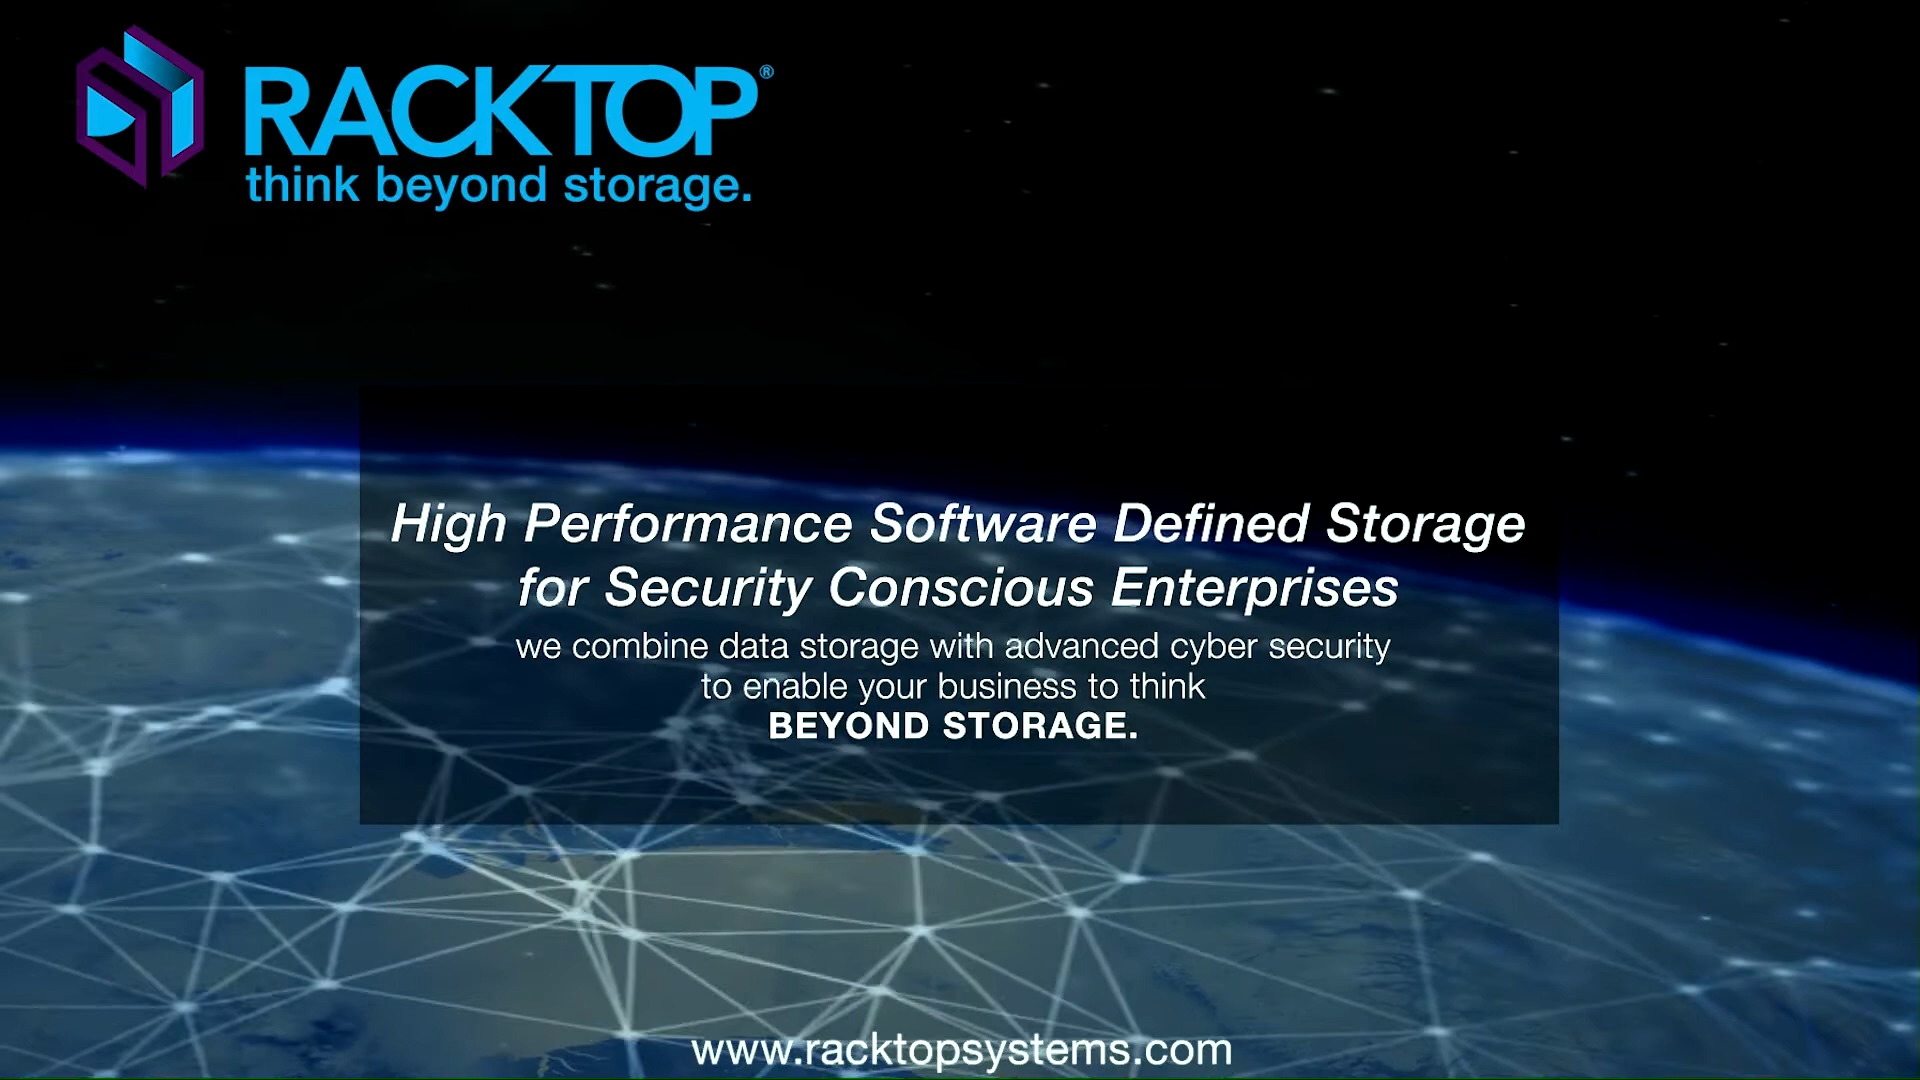 RACKTOP®
think beyond storage.
High Performance Software Defined Storage
for Security Conscious Enterprises
we combine data storage with advanced cyber security
to enable your business to think
BEYOND STORAGE.
www.racktopsystems.com